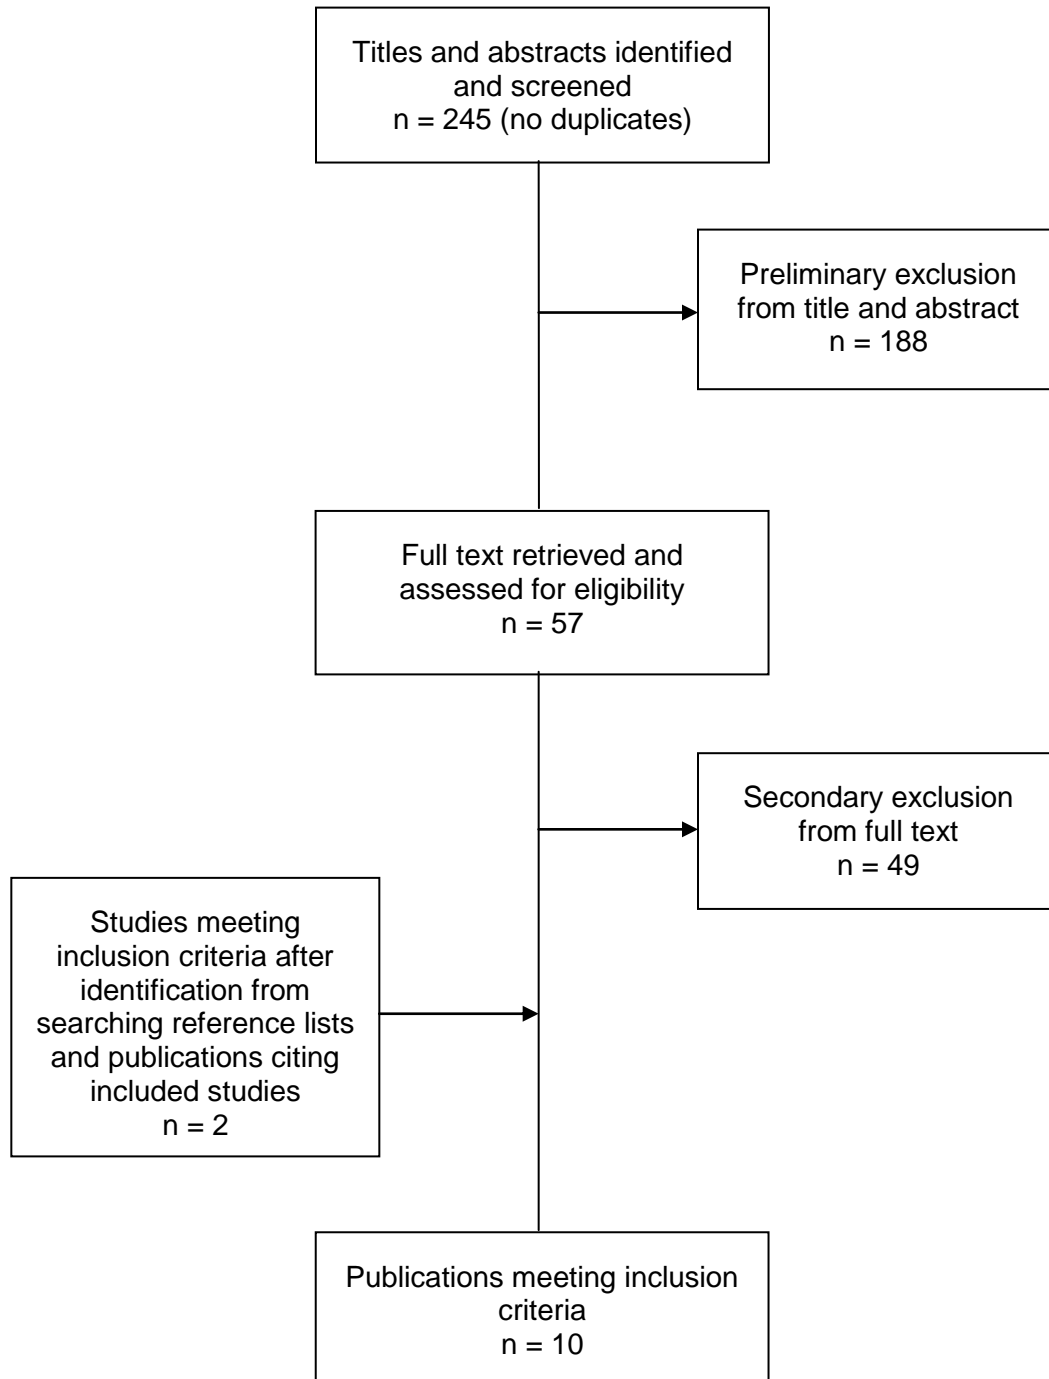 Titles and abstracts identified
and screened
n = 245 (no duplicates)
Preliminary exclusion
from title and abstract
n = 188
Full text retrieved and
assessed for eligibility
n = 57
Secondary exclusion
from full text
n = 49
Studies meeting
inclusion criteria after
identification from
searching reference lists
and publications citing
included studies
n = 2
Publications meeting inclusion
criteria
n = 10